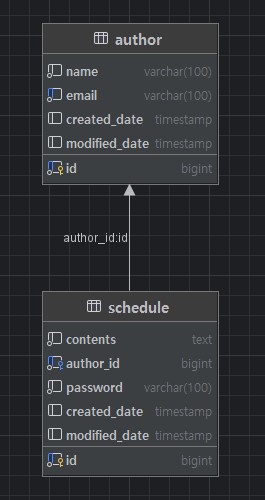 author
name varchar(100)
email varchar(100)
created_date timestamp
modified_date timestamp
id bigint
author_id:id
schedule
contents text
author_id bigint
password varchar(100)
created_date timestamp
modified_date timestamp
id bigint